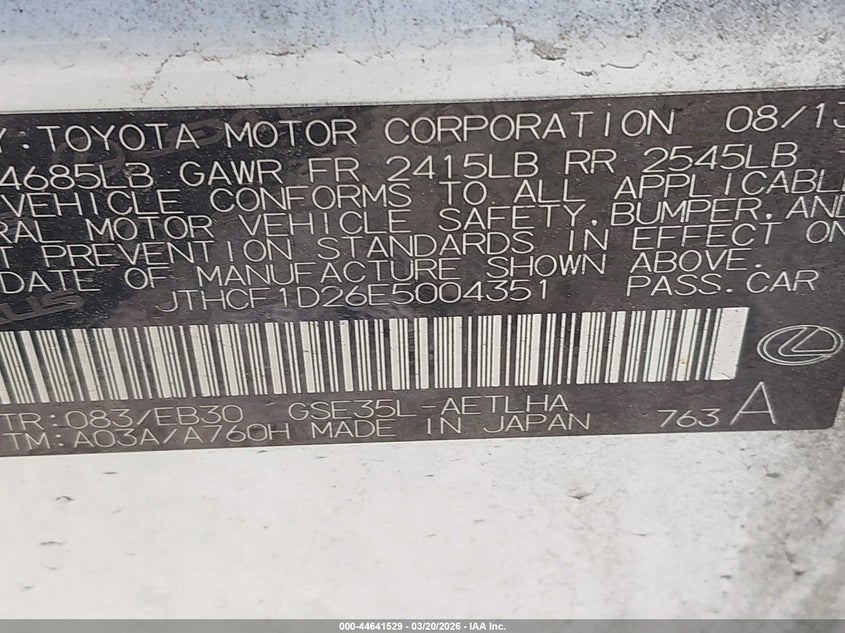 Y: TOYOTA MOTOR CORPORATION 08/13
4685LB GAWR FR 2415LB RR 2545LB
VEHICLE CONFORMS TO ALL APPLICABLE
RAL MOTOR VEHICLE SAFETY, BUMPER, AND
T PREVENTION STANDARDS IN EFFECT ON
DATE OF MANUFACTURE SHOWN ABOVE.
JTHCF1D26E5004351 PASS.CAR
TR: 083/EB30 GSE35L-AETLHA
TM: A03A/A760H MADE IN JAPAN 763 A
000-44641529 | 03/20/2026 – IAA Inc.